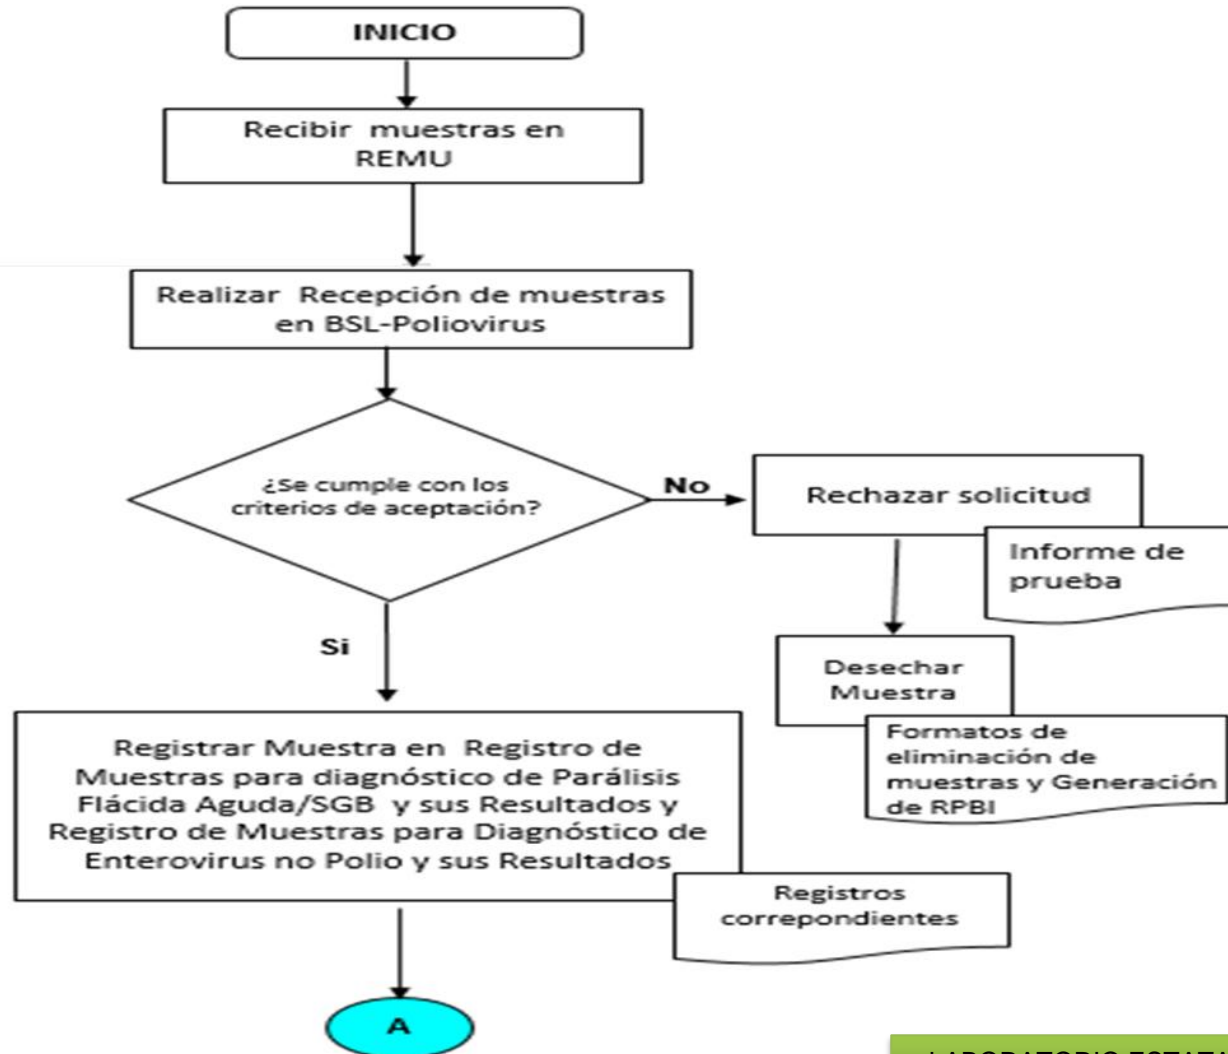 INICIO
Recibir muestras en
REMU
Realizar Recepción de muestras
en BSL-Poliovirus
¿Se cumple con los
criterios de aceptación?
No
Rechazar solicitud
Informe de
prueba
Desechar
Muestra
Formatos de
eliminación de
muestras y Generación
de RPBI
Si
Registrar Muestra en Registro de
Muestras para diagnóstico de Parálisis
Flácida Aguda/SGB y sus Resultados y
Registro de Muestras para Diagnóstico de
Enterovirus no Polio y sus Resultados
Registros
correpondientes
A